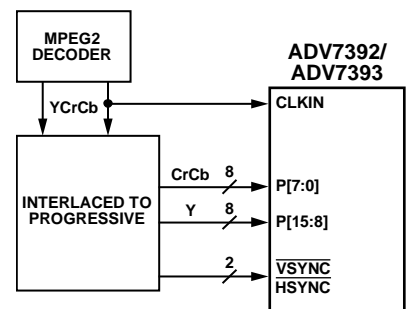 MPEG2
DECODER
YCrCb
ADV7392/
ADV7393
CLKIN
INTERLACED TO
PROGRESSIVE
CrCb 8
P[7:0]
Y 8
P[15:8]
2
VSYNC
HSYNC